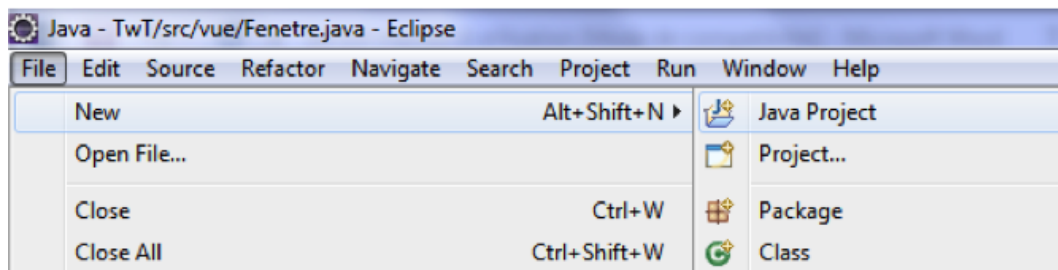 Java - TwT/src/vue/Fenetre.java - Eclipse
File Edit Source Refactor Navigate Search Project Run Window Help
New Alt+Shift+N Java Project
Open File... Project...
Close Ctrl+W Package
Close All Ctrl+Shift+W Class